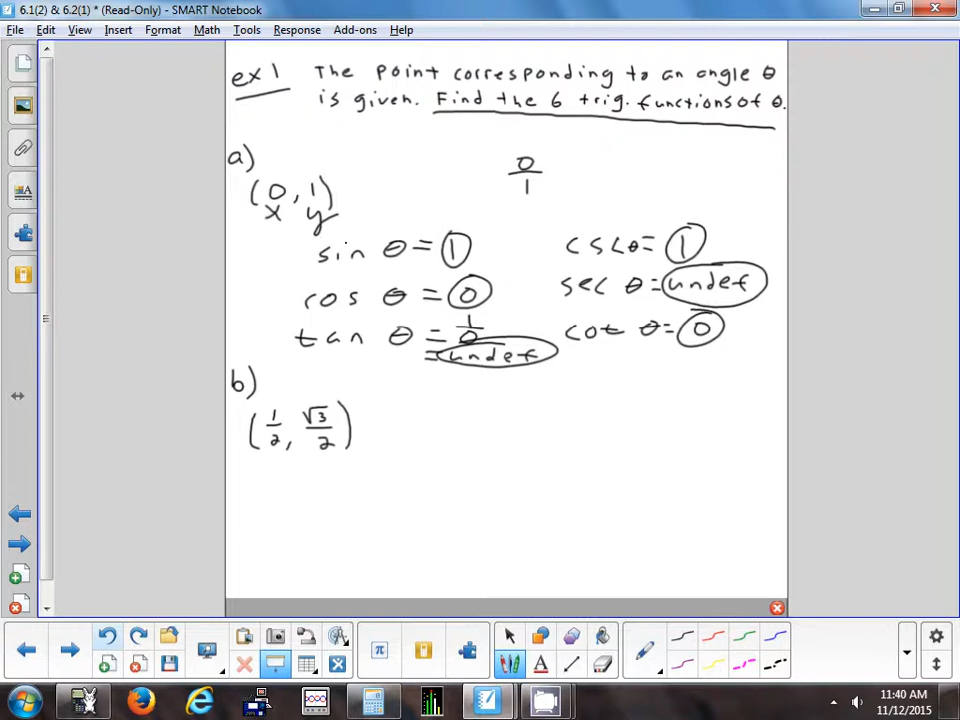 6.1(2) & 6.2(1) * (Read-Only) - SMART Notebook
File Edit View Insert Format Math Tools Response Add-ons Help
ex 1 The point corresponding to an angle θ
is given. Find the 6 trig. functions of θ.
a)
(0, 1)
x y
0/1
sin θ = 1 csc θ = 1
cos θ = 0 sec θ = undef
tan θ = 1/0 cot θ = 0
= undef
b)
(1/2, √3/2)
π
A
11:40 AM
11/12/2015